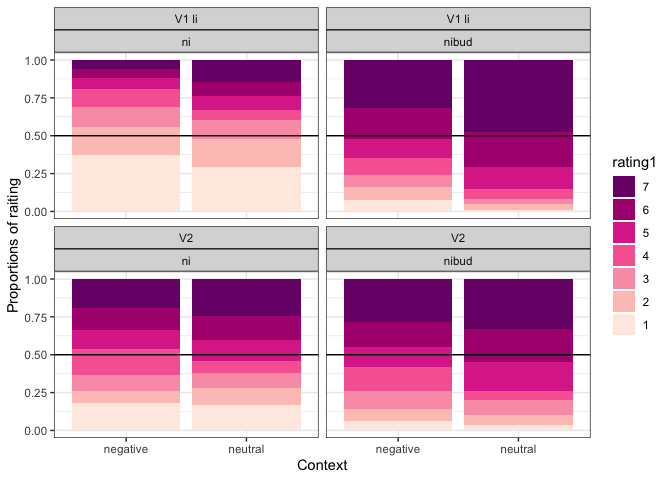 V1 li
V1 li
ni
nibud
1.00
0.75
0.50
0.25
0.00
V2
V2
ni
nibud
1.00
0.75
0.50
0.25
0.00
negative
neutral
negative
neutral
Context
Proportions of raiting
rating1
7
6
5
4
3
2
1